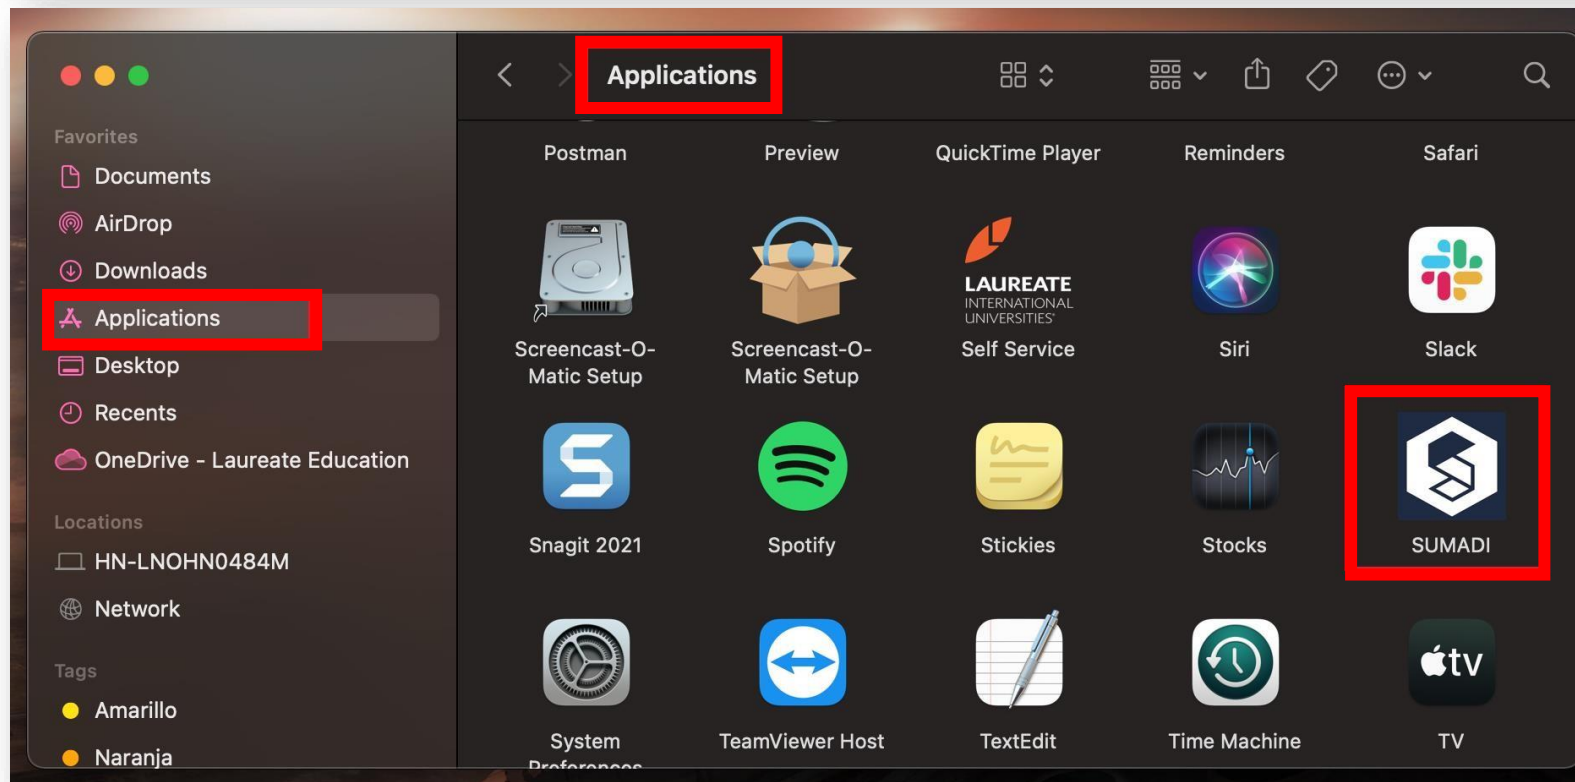 Applications
Favorites
Documents
AirDrop
Downloads
Applications
Desktop
Recents
OneDrive - Laureate Education
Locations
HN-LNOHN0484M
Network
Tags
Amarillo
Naranja
Postman
Preview
QuickTime Player
Reminders
Safari
LAUREATE
INTERNATIONAL
UNIVERSITIES®
Screencast-O-
Matic Setup
Screencast-O-
Matic Setup
Self Service
Siri
Slack
Snagit 2021
Spotify
Stickies
Stocks
SUMADI
tv
System
Preferences
TeamViewer Host
TextEdit
Time Machine
TV